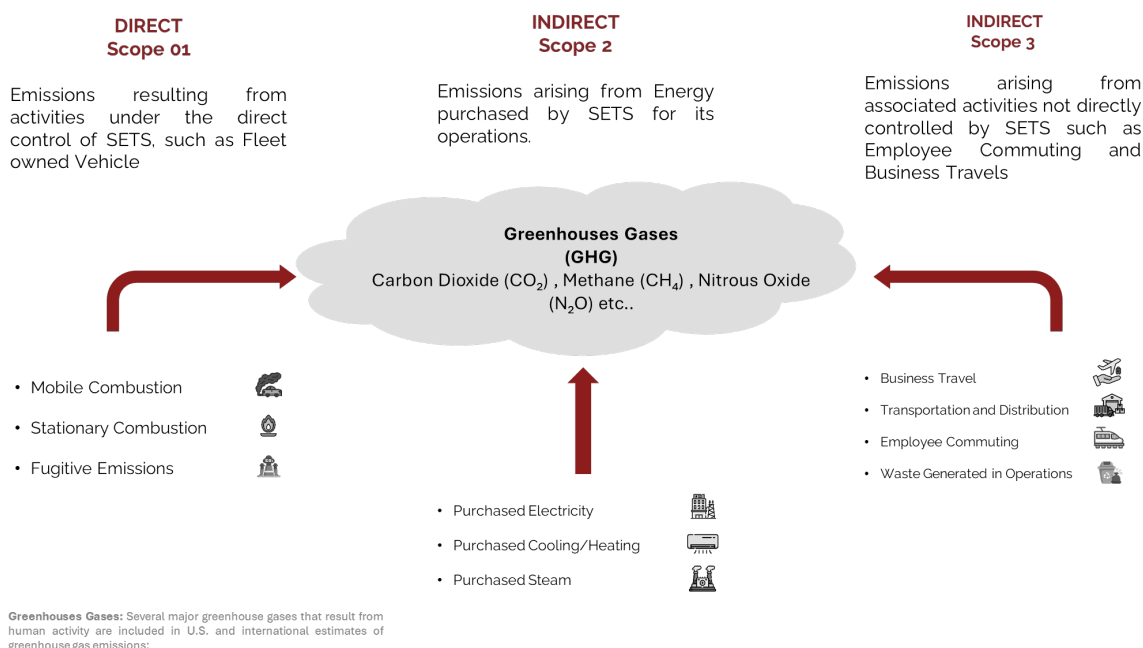 DIRECT
Scope 01
Emissions resulting from
activities under the direct
control of SETS, such as Fleet
owned Vehicle
INDIRECT
Scope 2
Emissions arising from Energy
purchased by SETS for its
operations.
INDIRECT
Scope 3
Emissions arising from
associated activities not directly
controlled by SETS such as
Employee Commuting and
Business Travels
Greenhouses Gases
(GHG)
Carbon Dioxide (CO₂) , Methane (CH₄) , Nitrous Oxide
(N₂O) etc..
• Mobile Combustion
• Stationary Combustion
• Fugitive Emissions
• Purchased Electricity
• Purchased Cooling/Heating
• Purchased Steam
• Business Travel
• Transportation and Distribution
• Employee Commuting
• Waste Generated in Operations
Greenhouses Gases: Several major greenhouse gases that result from
human activity are included in U.S. and international estimates of
greenhouse gas emissions: